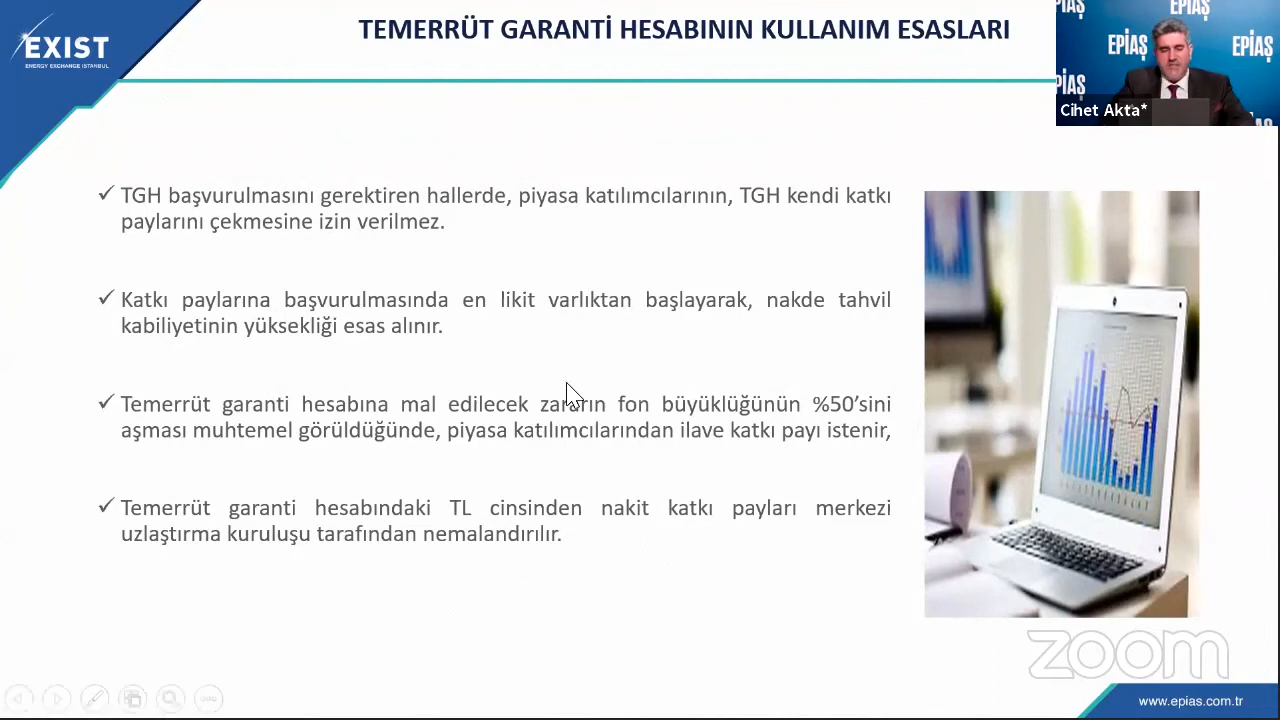 EXIST
ENERGY EXCHANGE ISTANBUL
TEMERRÜT GARANTİ HESABININ KULLANIM ESASLARI
EPİAŞ
EPİAŞ
Cihet Akta*
✓ TGH başvurulmasını gerektiren hallerde, piyasa katılımcılarının, TGH kendi katkı
paylarını çekmesine izin verilmez.
✓ Katkı paylarına başvurulmasında en likit varlıktan başlayarak, nakde tahvil
kabiliyetinin yüksekliği esas alınır.
✓ Temerrüt garanti hesabına mal edilecek zararın fon büyüklüğünün %50’sini
aşması muhtemel görüldüğünde, piyasa katılımcılarından ilave katkı payı istenir,
✓ Temerrüt garanti hesabındaki TL cinsinden nakit katkı payları merkezi
uzlaştırma kuruluşu tarafından nemalandırılır.
zoom
www.epias.com.tr